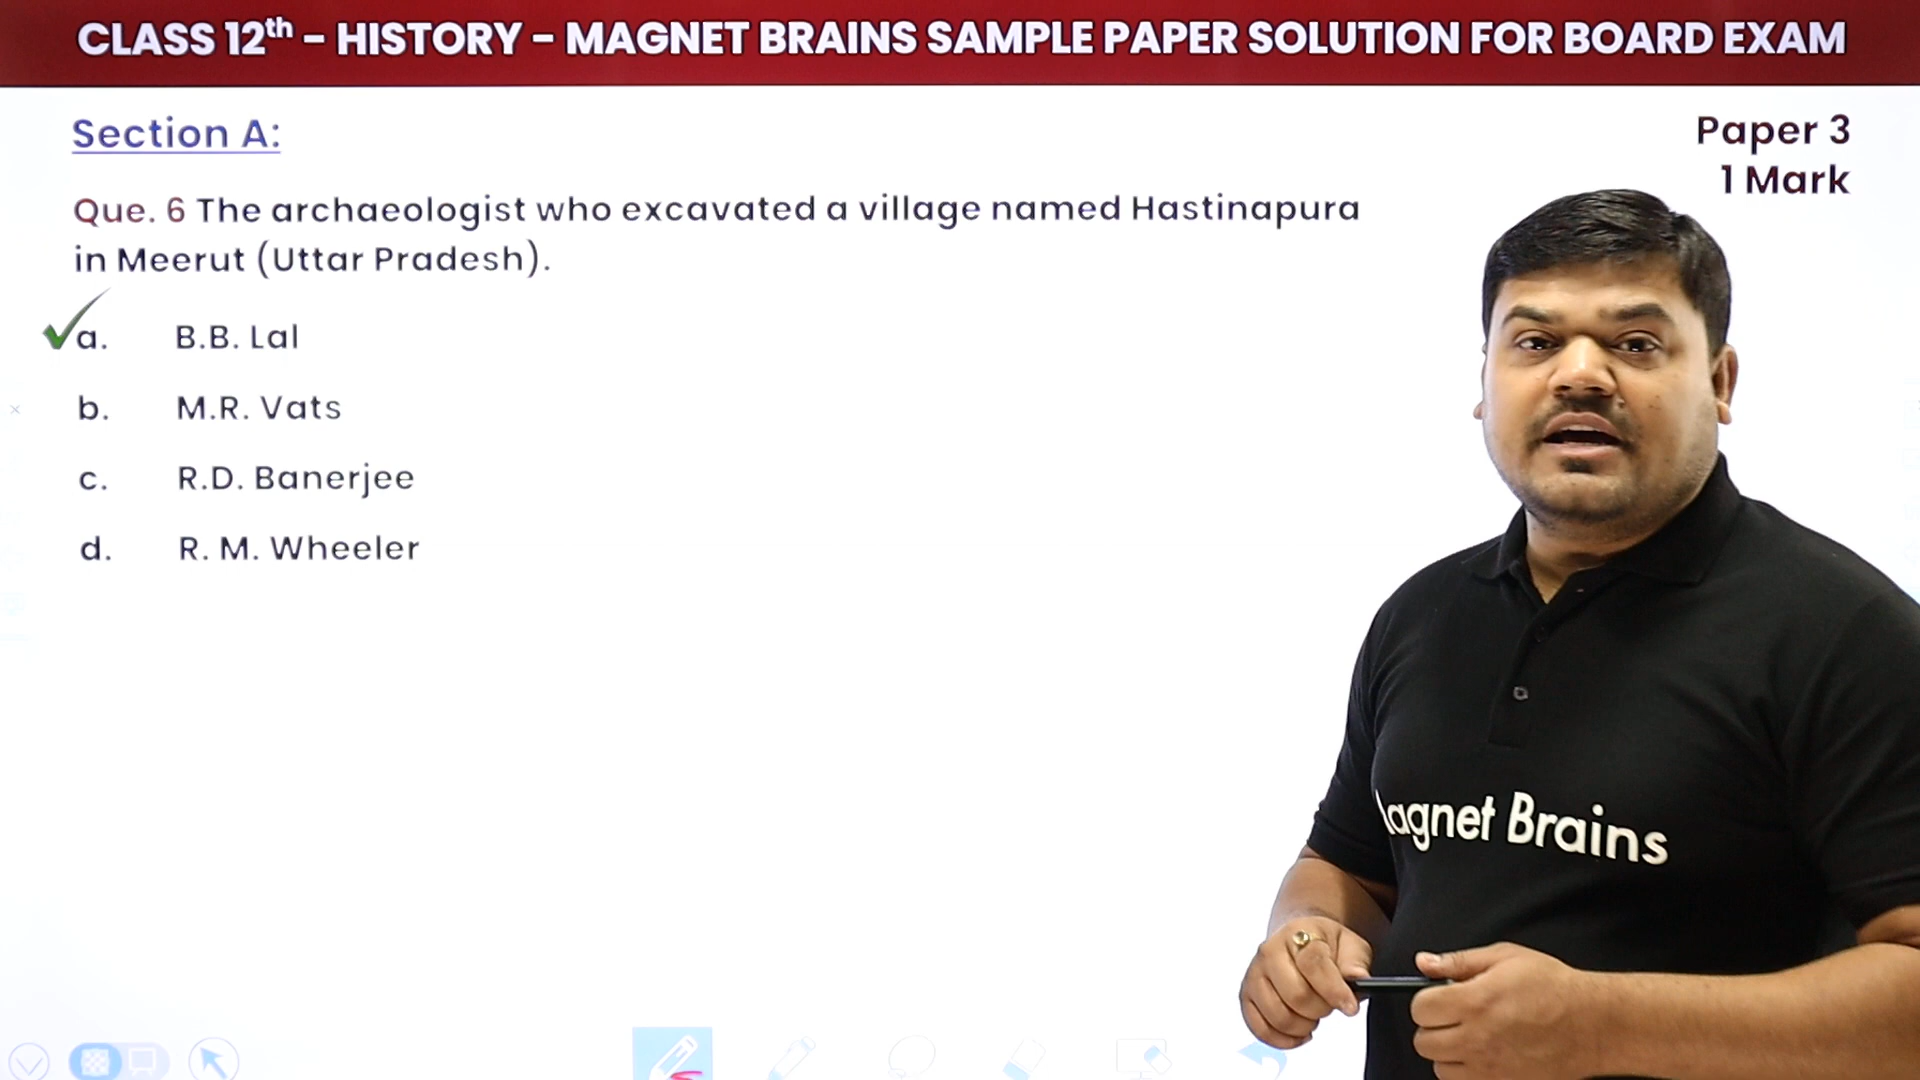 CLASS 12th - HISTORY - MAGNET BRAINS SAMPLE PAPER SOLUTION FOR BOARD EXAM
Section A:
Paper 3
1 Mark
Que. 6 The archaeologist who excavated a village named Hastinapura
in Meerut (Uttar Pradesh).
a. B.B. Lal
b. M.R. Vats
c. R.D. Banerjee
d. R. M. Wheeler
agnet Brains